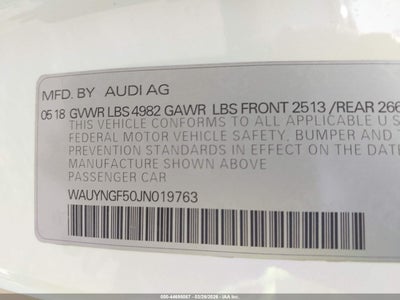 MFD. BY AUDI AG
05 18 GVWR LBS 4982 GAWR LBS FRONT 2513 /REAR 266
THIS VEHICLE CONFORMS TO ALL APPLICABLE U S
FEDERAL MOTOR VEHICLE SAFETY, BUMPER AND T
PREVENTION STANDARDS IN EFFECT ON THE DATE
MANUFACTURE SHOWN ABOVE
PASSENGER CAR
WAUYNGF50JN019763